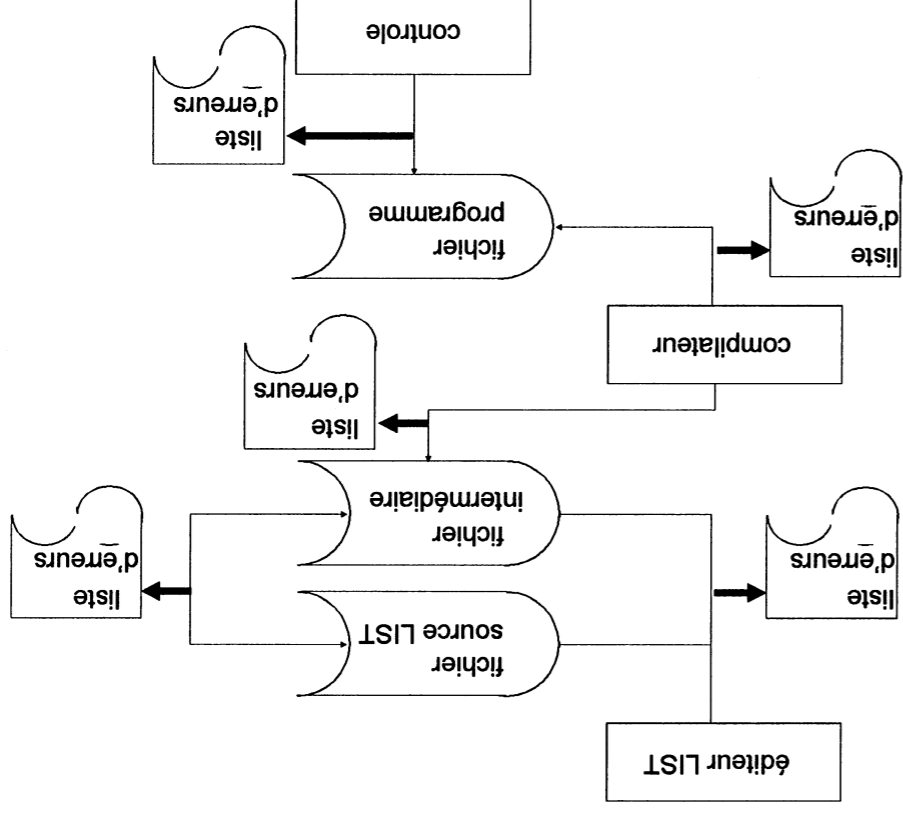 éditeur LIST
fichier
source LIST
liste
d'erreurs
liste
d'erreurs
fichier
intermédiaire
liste
d'erreurs
compilateur
liste
d'erreurs
fichier
programme
liste
d'erreurs
controle